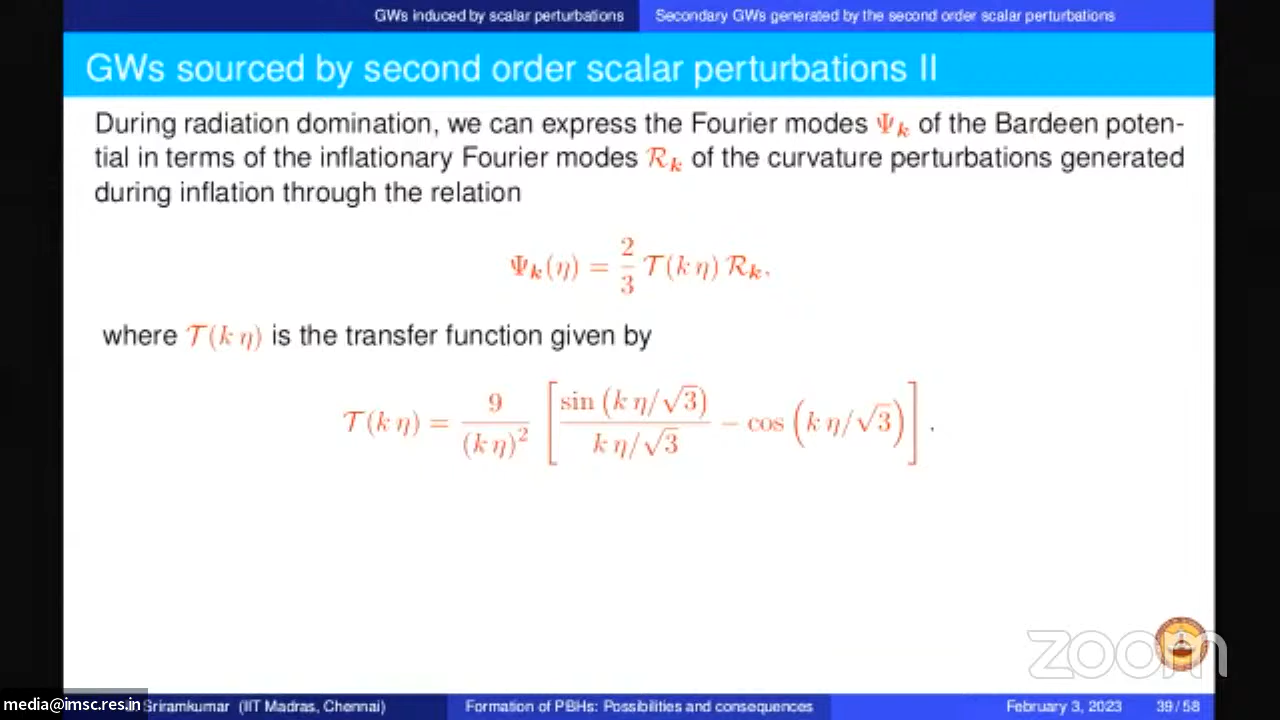 GWs induced by scalar perturbations Secondary GWs generated by the second order scalar perturbations
GWs sourced by second order scalar perturbations II
During radiation domination, we can express the Fourier modes Ψ_k of the Bardeen poten-
tial in terms of the inflationary Fourier modes ℛ_k of the curvature perturbations generated
during inflation through the relation
Ψ_k(η) = 2/3 𝒯(k η) ℛ_k,
where 𝒯(k η) is the transfer function given by
𝒯(k η) = 9/(k η)² [ sin (k η/√3) / (k η/√3) − cos (k η/√3) ] .
zoom
media@imsc.res.in Sriramkumar (IIT Madras, Chennai) Formation of PBHs: Possibilities and consequences February 3, 2023 39/58